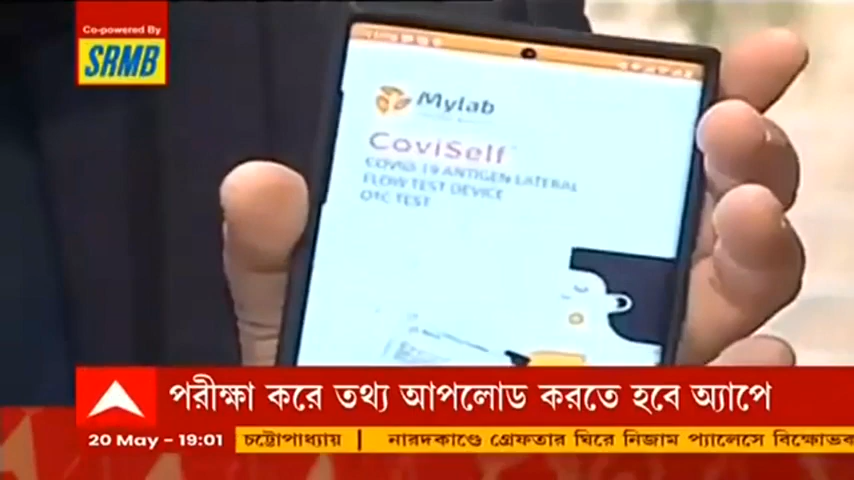 Co-powered By
SRMB
Mylab
CoviSelf
COVID-19 ANTIGEN LATERAL
FLOW TEST DEVICE
OTC TEST
পরীক্ষা করে তথ্য আপলোড করতে হবে অ্যাপে
20 May – 19:01
চট্টোপাধ্যায় | নারদকাণ্ডে গ্রেফতার ঘিরে নিজাম প্যালেসে বিক্ষোভক